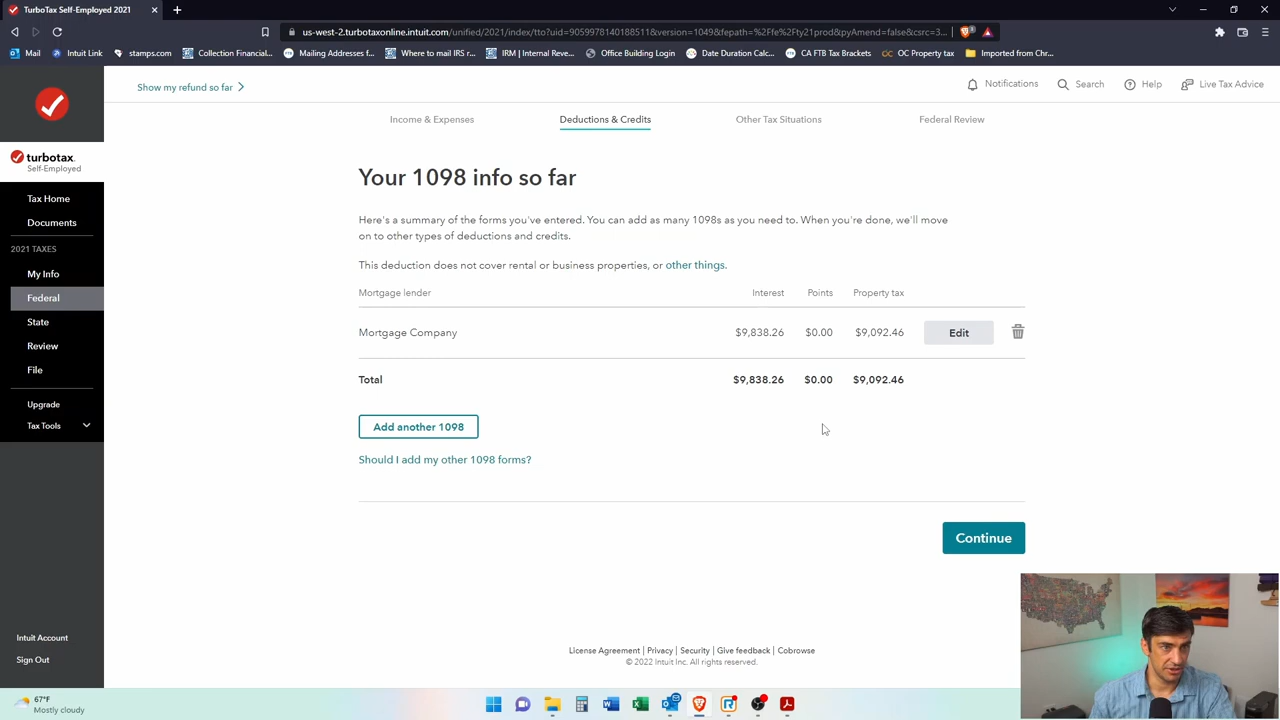 TurboTax Self-Employed 2021
us-west-2.turbotaxonline.intuit.com/unified/2021/index/tto?uid=9059978140188511&version=1049&fepath=%2Ffe%2Fty21prod&pyAmend=false&csrc=3...
Mail
Intuit Link
stamps.com
Collection Financial...
Mailing Addresses f...
Where to mail IRS r...
IRM | Internal Reve...
Office Building Login
Date Duration Calc...
CA FTB Tax Brackets
OC Property tax
Imported from Chr...
Show my refund so far
Notifications
Search
Help
Live Tax Advice
Income & Expenses
Deductions & Credits
Other Tax Situations
Federal Review
turbotax
Self-Employed
Tax Home
Documents
2021 TAXES
My Info
Federal
State
Review
File
Upgrade
Tax Tools
Intuit Account
Sign Out
Your 1098 info so far
Here's a summary of the forms you've entered. You can add as many 1098s as you need to. When you're done, we'll move
on to other types of deductions and credits.
This deduction does not cover rental or business properties, or other things.
Mortgage lender Interest Points Property tax
Mortgage Company $9,838.26 $0.00 $9,092.46 Edit
Total $9,838.26 $0.00 $9,092.46
Add another 1098
Should I add my other 1098 forms?
Continue
License Agreement | Privacy | Security | Give feedback | Cobrowse
© 2022 Intuit Inc. All rights reserved.
67°F
Mostly cloudy